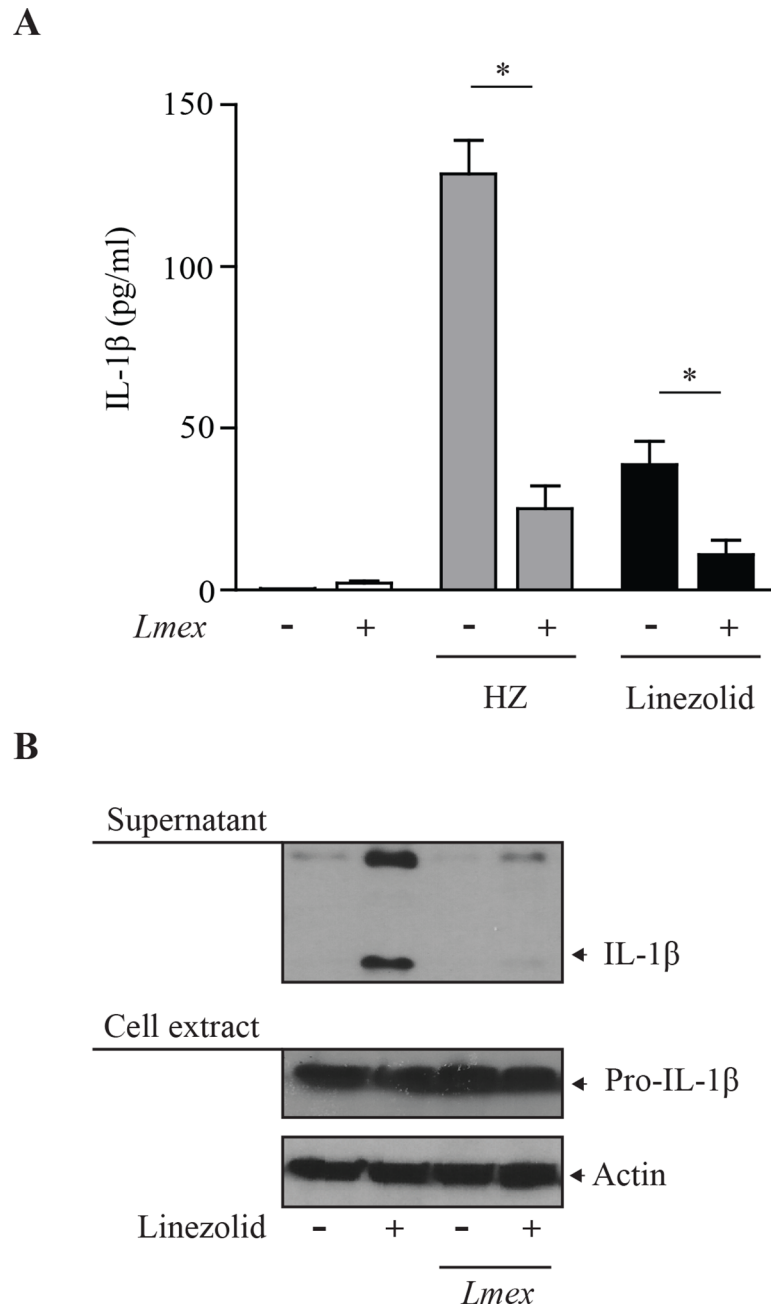 A
*
150
100
50
0
*
IL-1β (pg/ml)
Lmex - + - + - +
HZ Linezolid
B
Supernatant
IL-1β
Cell extract
Pro-IL-1β
Actin
Linezolid - + - +
Lmex